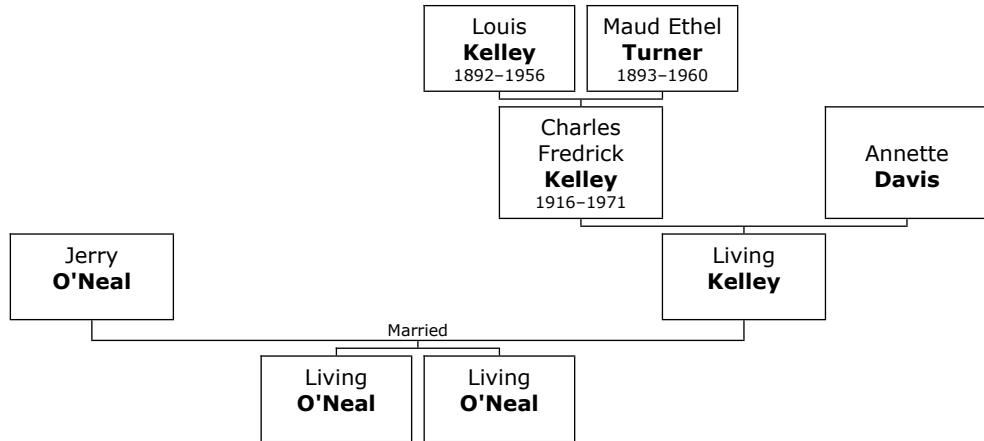 Louis
Kelley
1892–1956
Maud Ethel
Turner
1893–1960
Charles
Fredrick
Kelley
1916–1971
Annette
Davis
Jerry
O'Neal
Living
Kelley
Married
Living
O'Neal
Living
O'Neal